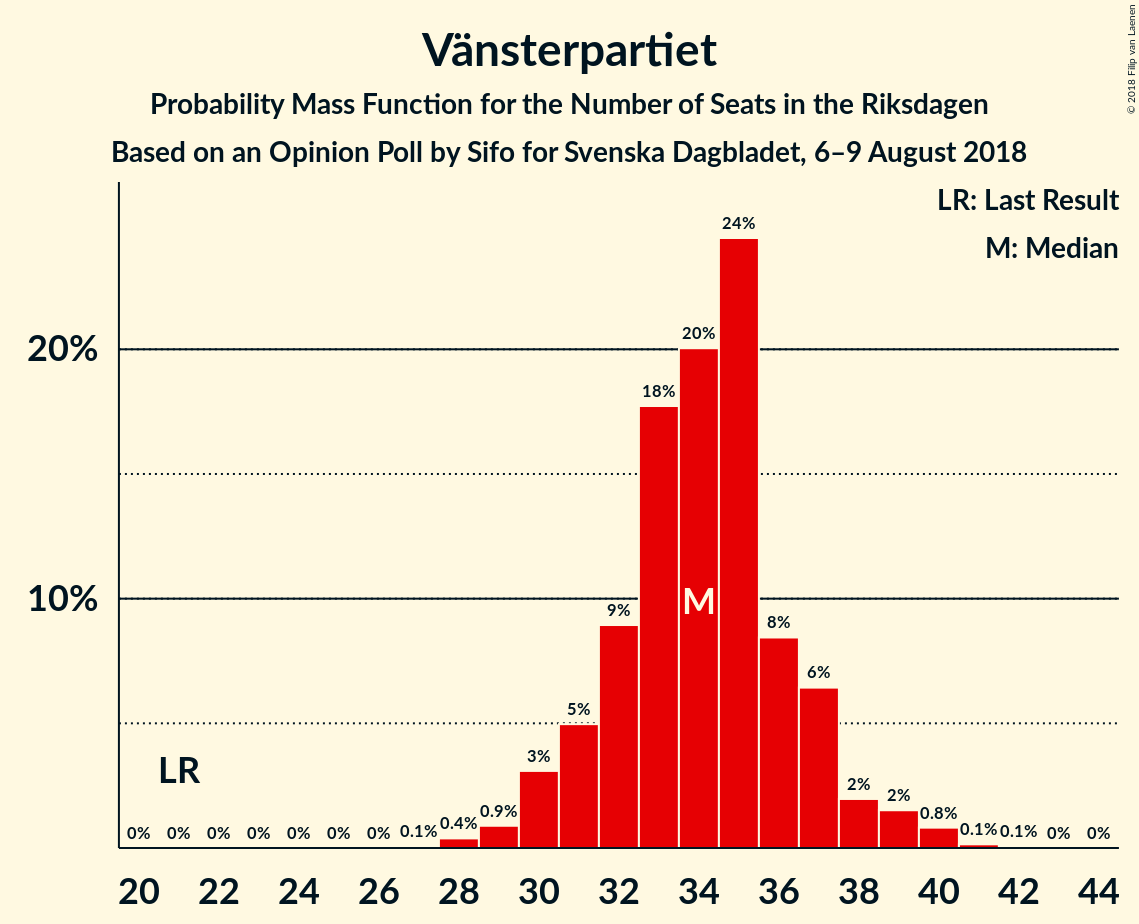 Vänsterpartiet
Probability Mass Function for the Number of Seats in the Riksdagen
Based on an Opinion Poll by Sifo for Svenska Dagbladet, 6–9 August 2018
© 2018 Filip van Laenen
LR: Last Result
M: Median
24%
20%
20%
18%
10%
M
9%
8%
6%
5%
LR
3%
2%
2%
0% 0% 0% 0% 0% 0% 0% 0.1% 0.4% 0.9% 0.8% 0.1% 0.1% 0% 0%
20 22 24 26 28 30 32 34 36 38 40 42 44